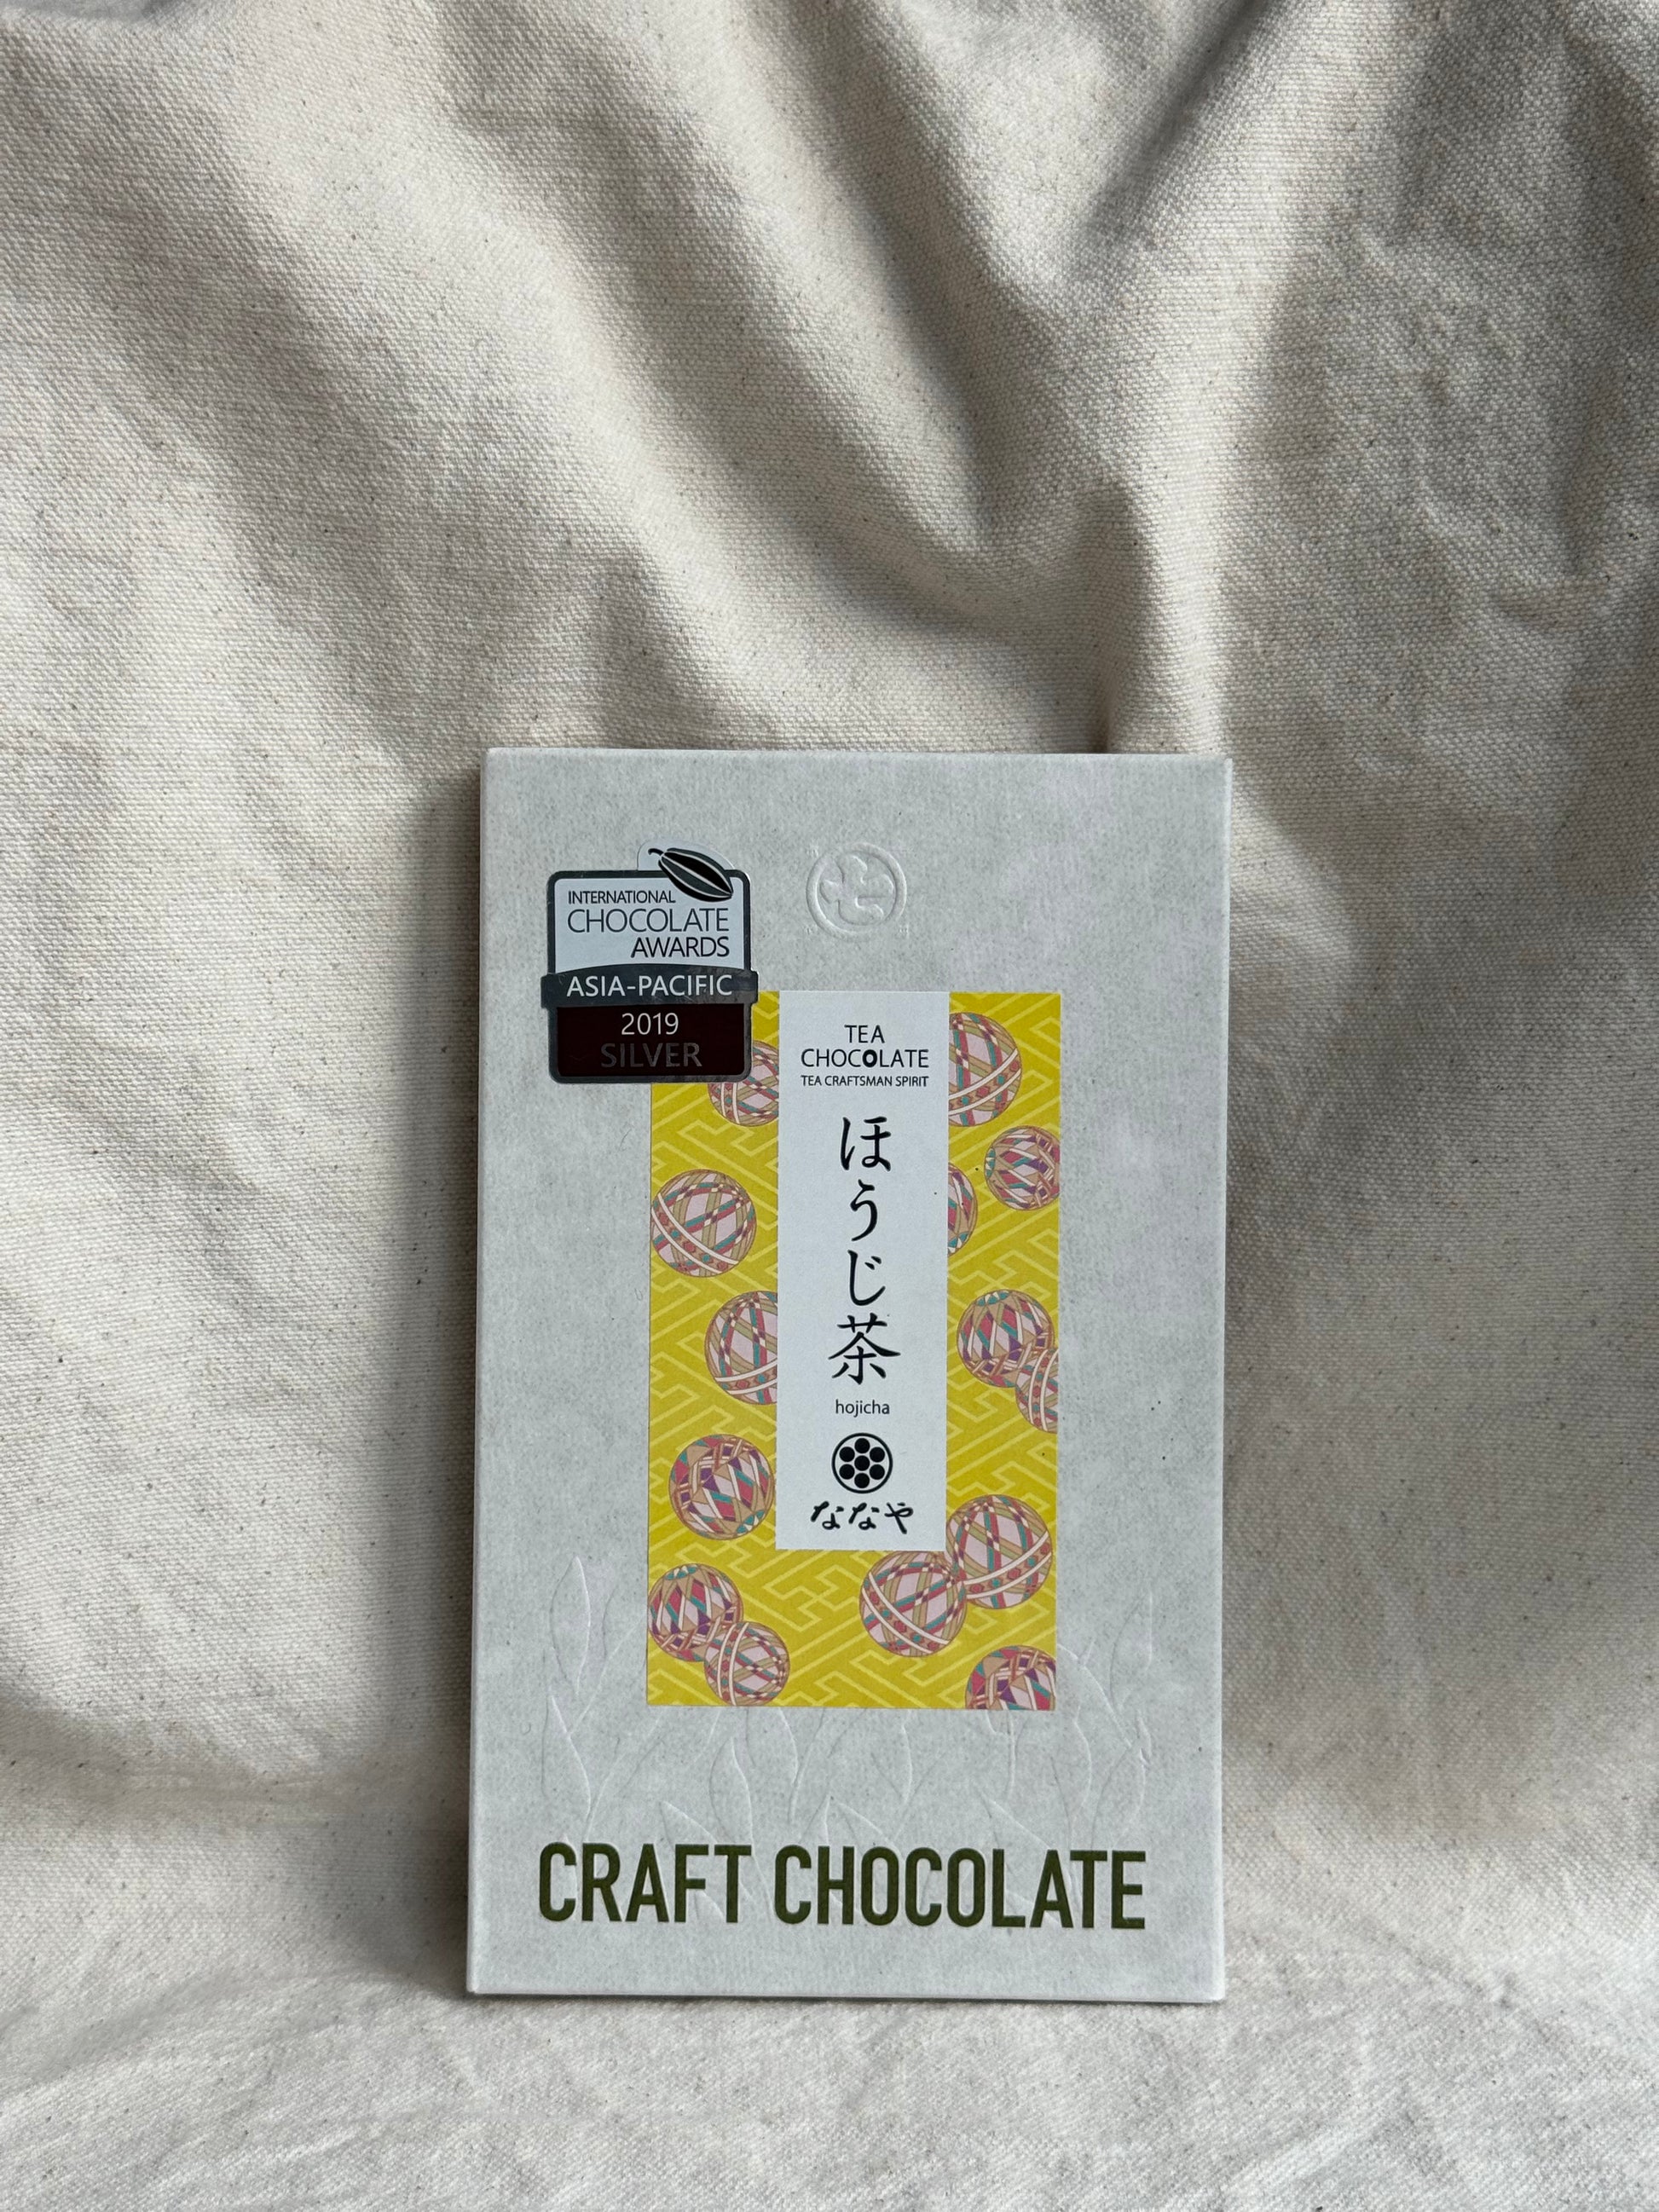 INTERNATIONAL
CHOCOLATE
AWARDS
ASIA-PACIFIC
2019
SILVER
TEA
CHOCOLATE
TEA CRAFTSMAN SPIRIT
ほうじ茶
hojicha
ななや
CRAFT CHOCOLATE